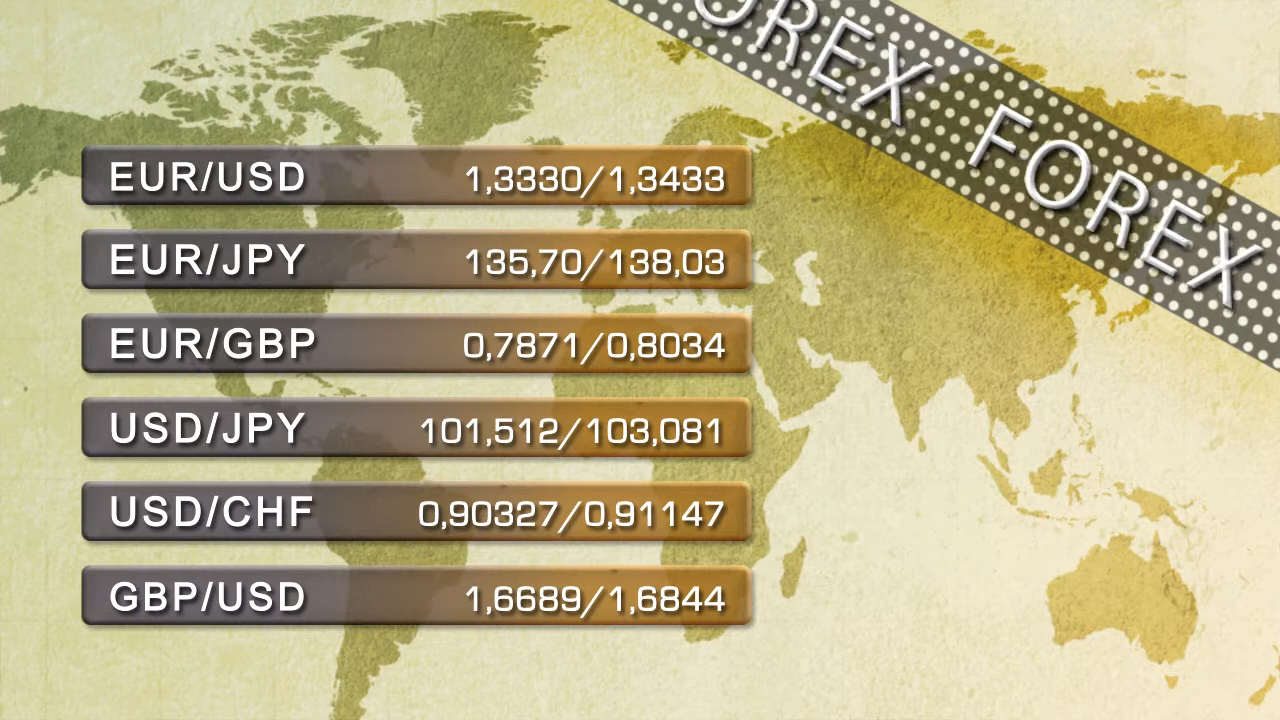 OREX FOREX
EUR/USD 1,3330/1,3433
EUR/JPY 135,70/138,03
EUR/GBP 0,7871/0,8034
USD/JPY 101,512/103,081
USD/CHF 0,90327/0,91147
GBP/USD 1,6689/1,6844